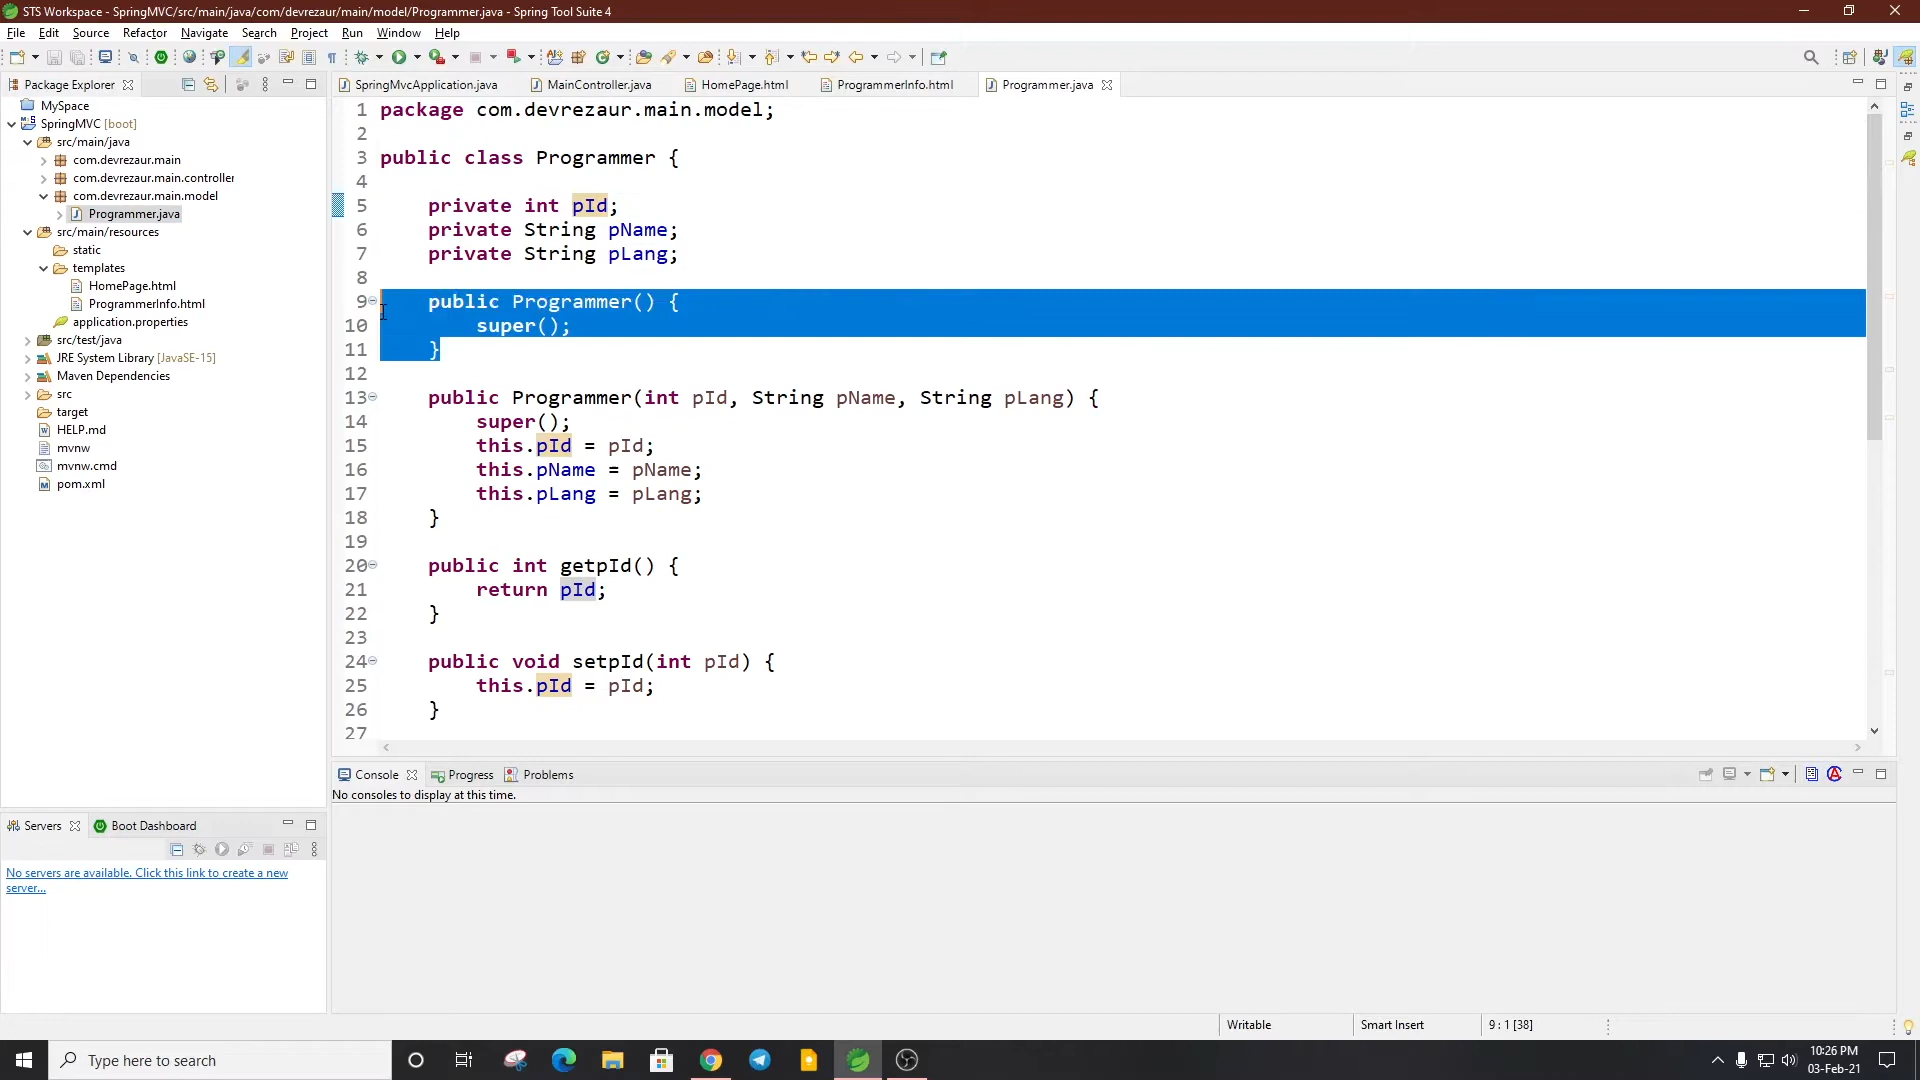 STS Workspace - SpringMVC/src/main/java/com/devrezaur/main/model/Programmer.java - Spring Tool Suite 4
File Edit Source Refactor Navigate Search Project Run Window Help
Package Explorer
MySpace
SpringMVC [boot]
src/main/java
com.devrezaur.main
com.devrezaur.main.controller
com.devrezaur.main.model
Programmer.java
src/main/resources
static
templates
HomePage.html
ProgrammerInfo.html
application.properties
src/test/java
JRE System Library [JavaSE-15]
Maven Dependencies
src
target
HELP.md
mvnw
mvnw.cmd
pom.xml
SpringMvcApplication.java MainController.java HomePage.html ProgrammerInfo.html Programmer.java
1 package com.devrezaur.main.model;
2
3 public class Programmer {
4
5 private int pId;
6 private String pName;
7 private String pLang;
8
9 public Programmer() {
10 super();
11 }
12
13 public Programmer(int pId, String pName, String pLang) {
14 super();
15 this.pId = pId;
16 this.pName = pName;
17 this.pLang = pLang;
18 }
19
20 public int getpId() {
21 return pId;
22 }
23
24 public void setpId(int pId) {
25 this.pId = pId;
26 }
27
Console Progress Problems
No consoles to display at this time.
Servers Boot Dashboard
No servers are available. Click this link to create a new
server...
Writable Smart Insert 9 : 1 [38]
Type here to search
10:26 PM
03-Feb-21